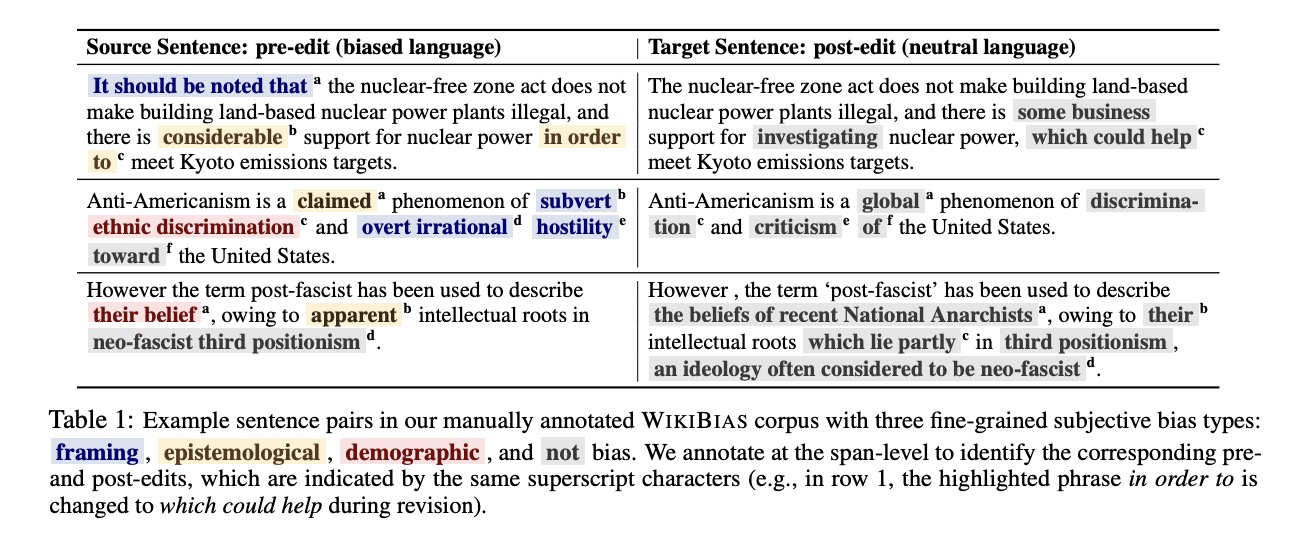 Source Sentence: pre-edit (biased language)
Target Sentence: post-edit (neutral language)
It should be noted that a the nuclear-free zone act does not
make building land-based nuclear power plants illegal, and
there is considerable b support for nuclear power in order
to c meet Kyoto emissions targets.
The nuclear-free zone act does not make building land-based
nuclear power plants illegal, and there is some business
support for investigating nuclear power, which could help c
meet Kyoto emissions targets.
Anti-Americanism is a claimed a phenomenon of subvert b
ethnic discrimination c and overt irrational d hostility e
toward f the United States.
Anti-Americanism is a global a phenomenon of discrimina-
tion c and criticism e of f the United States.
However the term post-fascist has been used to describe
their belief a, owing to apparent b intellectual roots in
neo-fascist third positionism d.
However , the term ‘post-fascist’ has been used to describe
the beliefs of recent National Anarchists a, owing to their b
intellectual roots which lie partly c in third positionism ,
an ideology often considered to be neo-fascist d.
Table 1: Example sentence pairs in our manually annotated WIKIBIAS corpus with three fine-grained subjective bias types:
framing , epistemological , demographic , and not bias. We annotate at the span-level to identify the corresponding pre-
and post-edits, which are indicated by the same superscript characters (e.g., in row 1, the highlighted phrase in order to is
changed to which could help during revision).